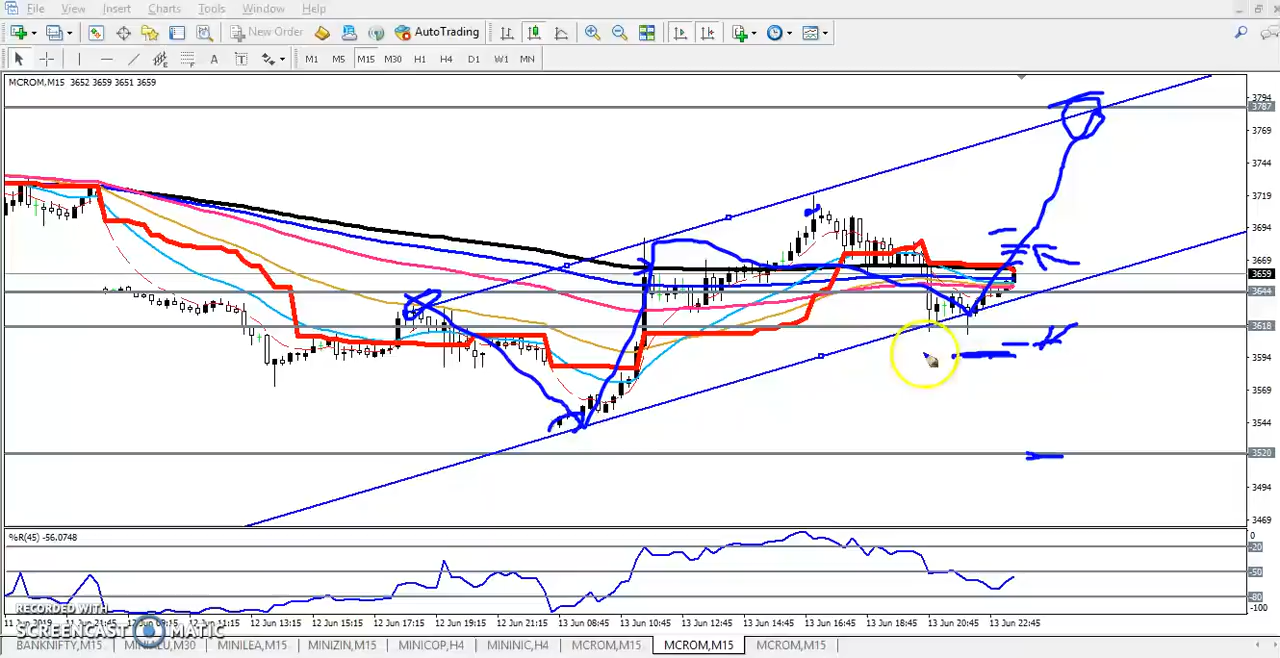 File View Insert Charts Tools Window Help
New Order AutoTrading
A T M1 M5 M15 M30 H1 H4 D1 W1 MN
MCROM,M15 3652 3659 3651 3659
3794
3787
3769
3744
3719
3694
3669
3659
3644
3618
3594
3569
3544
3520
3494
3469
%R(45) -56.0748
0
-20
-50
-80
-100
12 Jun 12:45 12 Jun 15:15 12 Jun 17:15 12 Jun 19:15 12 Jun 21:15 13 Jun 08:45 13 Jun 10:45 13 Jun 12:45 13 Jun 14:45 13 Jun 16:45 13 Jun 18:45 13 Jun 20:45 13 Jun 22:45
RECORDED WITH
SCREENCAST MATIC
BANKNIFTY,M15 MINIALU,M30 MINILEA,M15 MINIZIN,M15 MINICOP,H4 MININIC,H4 MCROM,M15 MCROM,M15 MCROM,M15